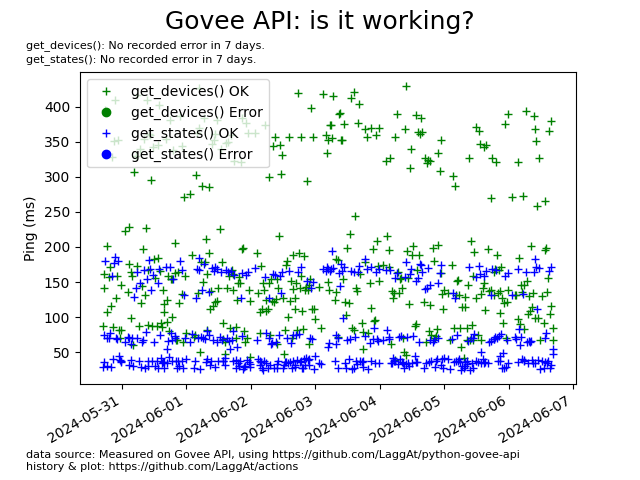 Govee API: is it working?
get_devices(): No recorded error in 7 days.
get_states(): No recorded error in 7 days.
get_devices() OK
get_devices() Error
get_states() OK
get_states() Error
Ping (ms)
400
350
300
250
200
150
100
50
2024-05-31
2024-06-01
2024-06-02
2024-06-03
2024-06-04
2024-06-05
2024-06-06
2024-06-07
data source: Measured on Govee API, using https://github.com/LaggAt/python-govee-api
history & plot: https://github.com/LaggAt/actions